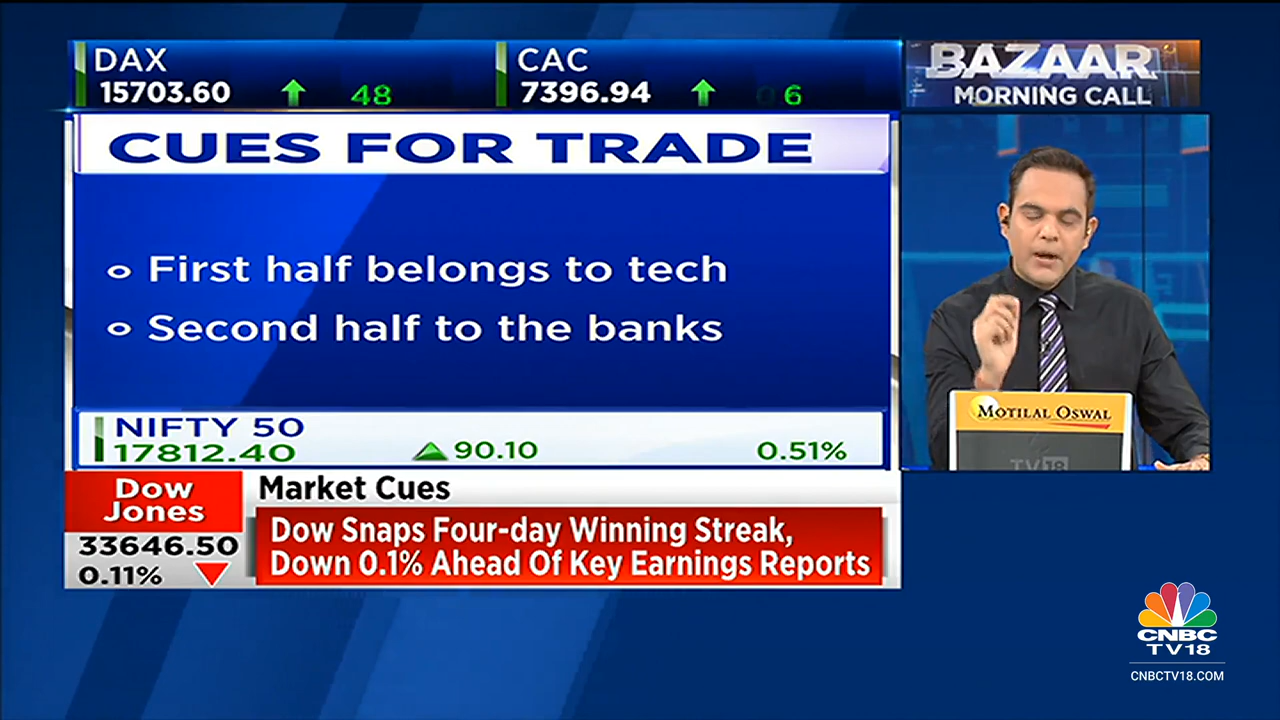 DAX
15703.60 48
CAC
7396.94 6
BAZAAR
MORNING CALL
CUES FOR TRADE
First half belongs to tech
Second half to the banks
NIFTY 50
17812.40 90.10 0.51%
MOTILAL OSWAL
TV18
Dow
Jones
33646.50
0.11%
Market Cues
Dow Snaps Four-day Winning Streak,
Down 0.1% Ahead Of Key Earnings Reports
CNBC
TV18
CNBCTV18.COM